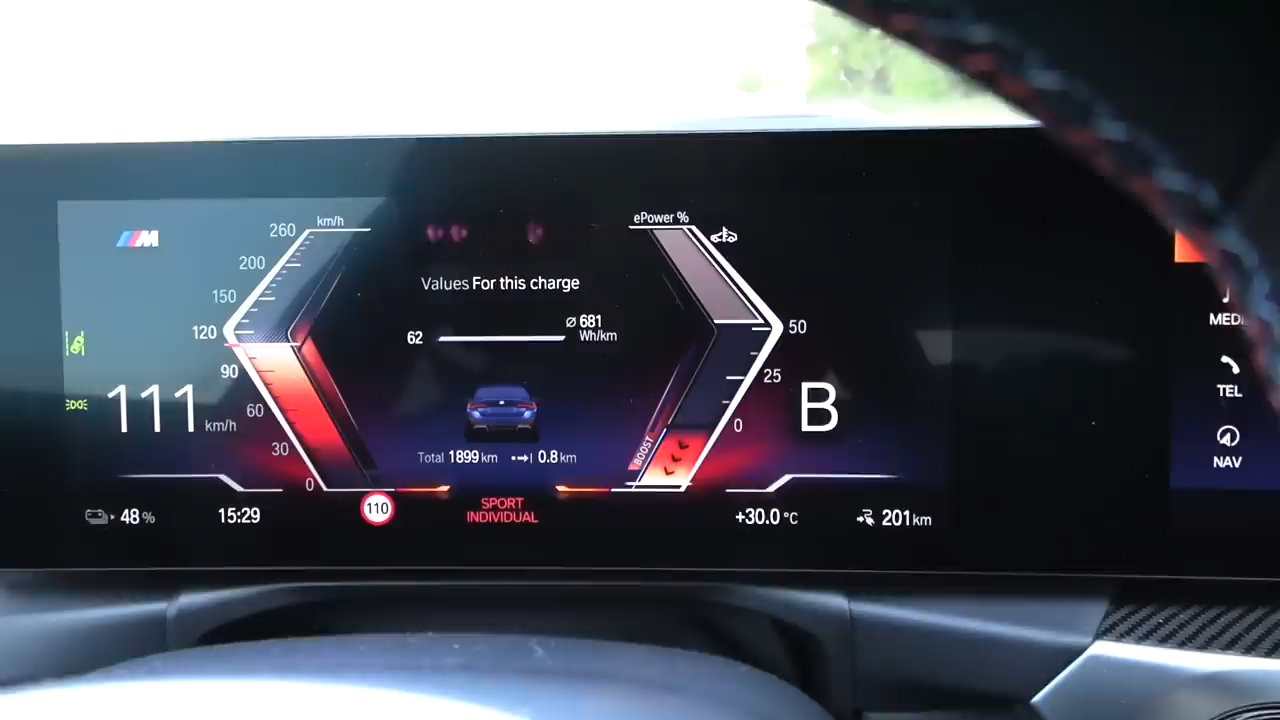 M
260
km/h
200
150
120
90
60
30
0
111 km/h
Values For this charge
62
Ø 681
Wh/km
Total 1899 km
0.8 km
ePower %
50
25
0
BOOST
B
48 %
15:29
110
SPORT
INDIVIDUAL
+30.0 °C
201 km
TEL
NAV